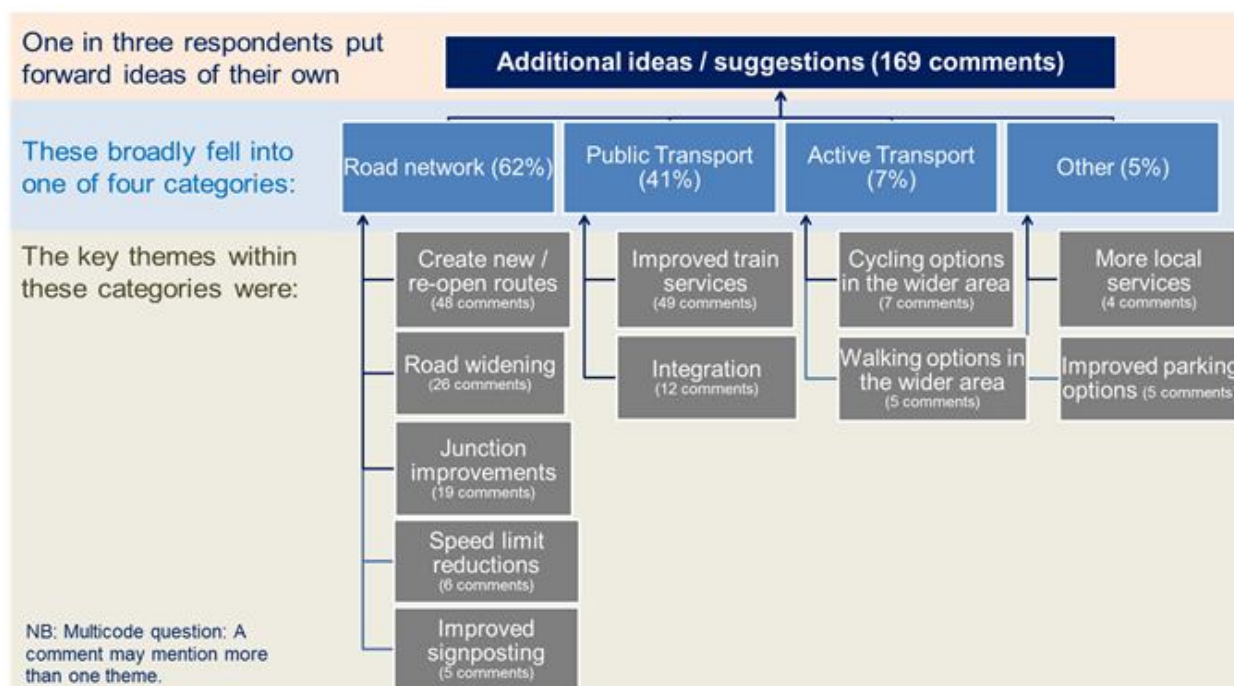 One in three respondents put
forward ideas of their own
Additional ideas / suggestions (169 comments)
These broadly fell into
one of four categories:
Road network (62%)
Public Transport
(41%)
Active Transport
(7%)
Other (5%)
The key themes within
these categories were:
Create new /
re-open routes
(48 comments)
Road widening
(26 comments)
Junction
improvements
(19 comments)
Speed limit
reductions
(6 comments)
Improved
signposting
(5 comments)
Improved train
services
(49 comments)
Integration
(12 comments)
Cycling options
in the wider area
(7 comments)
Walking options in
the wider area
(5 comments)
More local
services
(4 comments)
Improved parking
options (5 comments)
NB: Multicode question: A
comment may mention more
than one theme.